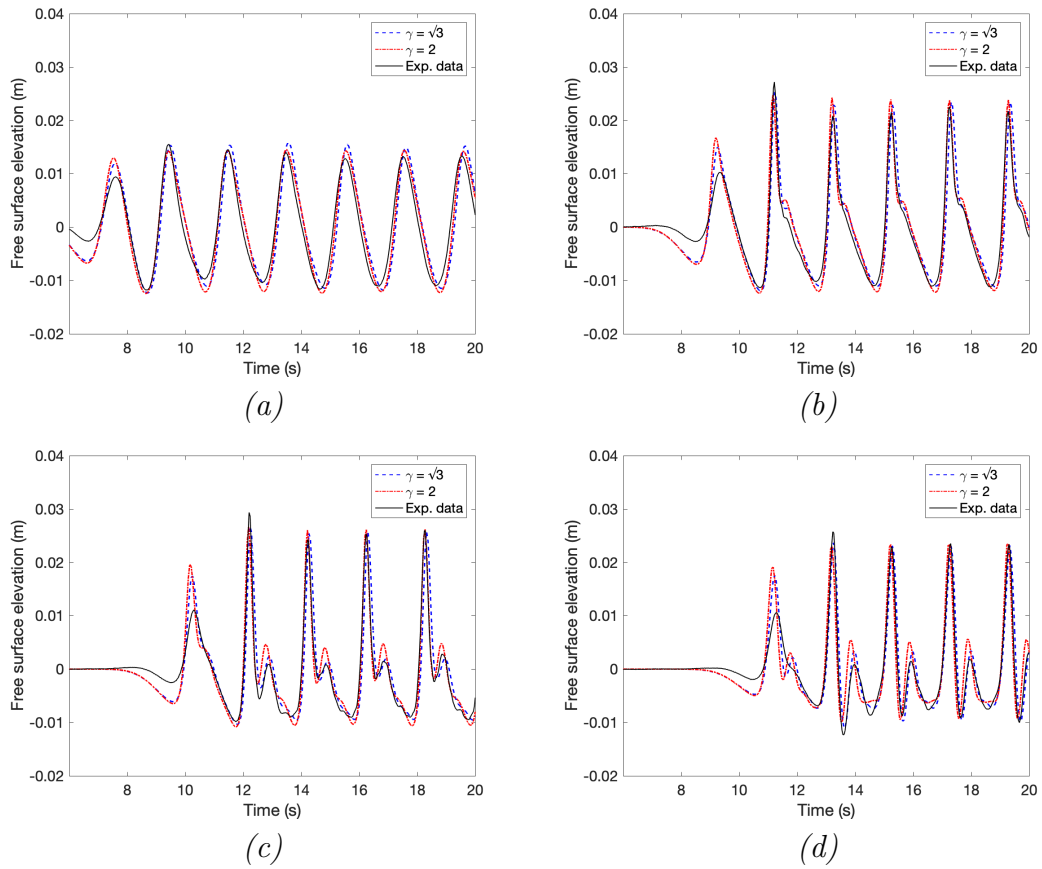 0.04
0.03
0.02
0.01
0
-0.01
-0.02
Free surface elevation (m)
8 10 12 14 16 18 20
Time (s)
γ = √3
γ = 2
Exp. data
(a)
0.04
0.03
0.02
0.01
0
-0.01
-0.02
Free surface elevation (m)
8 10 12 14 16 18 20
Time (s)
γ = √3
γ = 2
Exp. data
(b)
0.04
0.03
0.02
0.01
0
-0.01
-0.02
Free surface elevation (m)
8 10 12 14 16 18 20
Time (s)
γ = √3
γ = 2
Exp. data
(c)
0.04
0.03
0.02
0.01
0
-0.01
-0.02
Free surface elevation (m)
8 10 12 14 16 18 20
Time (s)
γ = √3
γ = 2
Exp. data
(d)